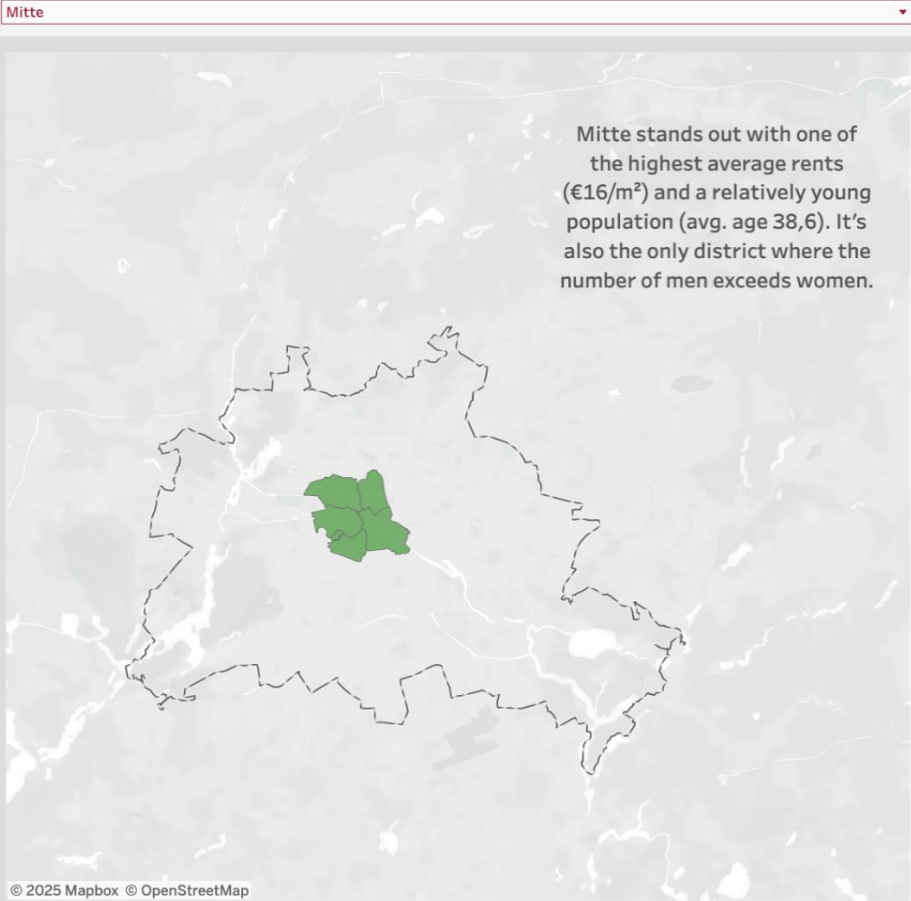 Mitte
Mitte stands out with one of
the highest average rents
(€16/m²) and a relatively young
population (avg. age 38,6). It’s
also the only district where the
number of men exceeds women.
© 2025 Mapbox © OpenStreetMap